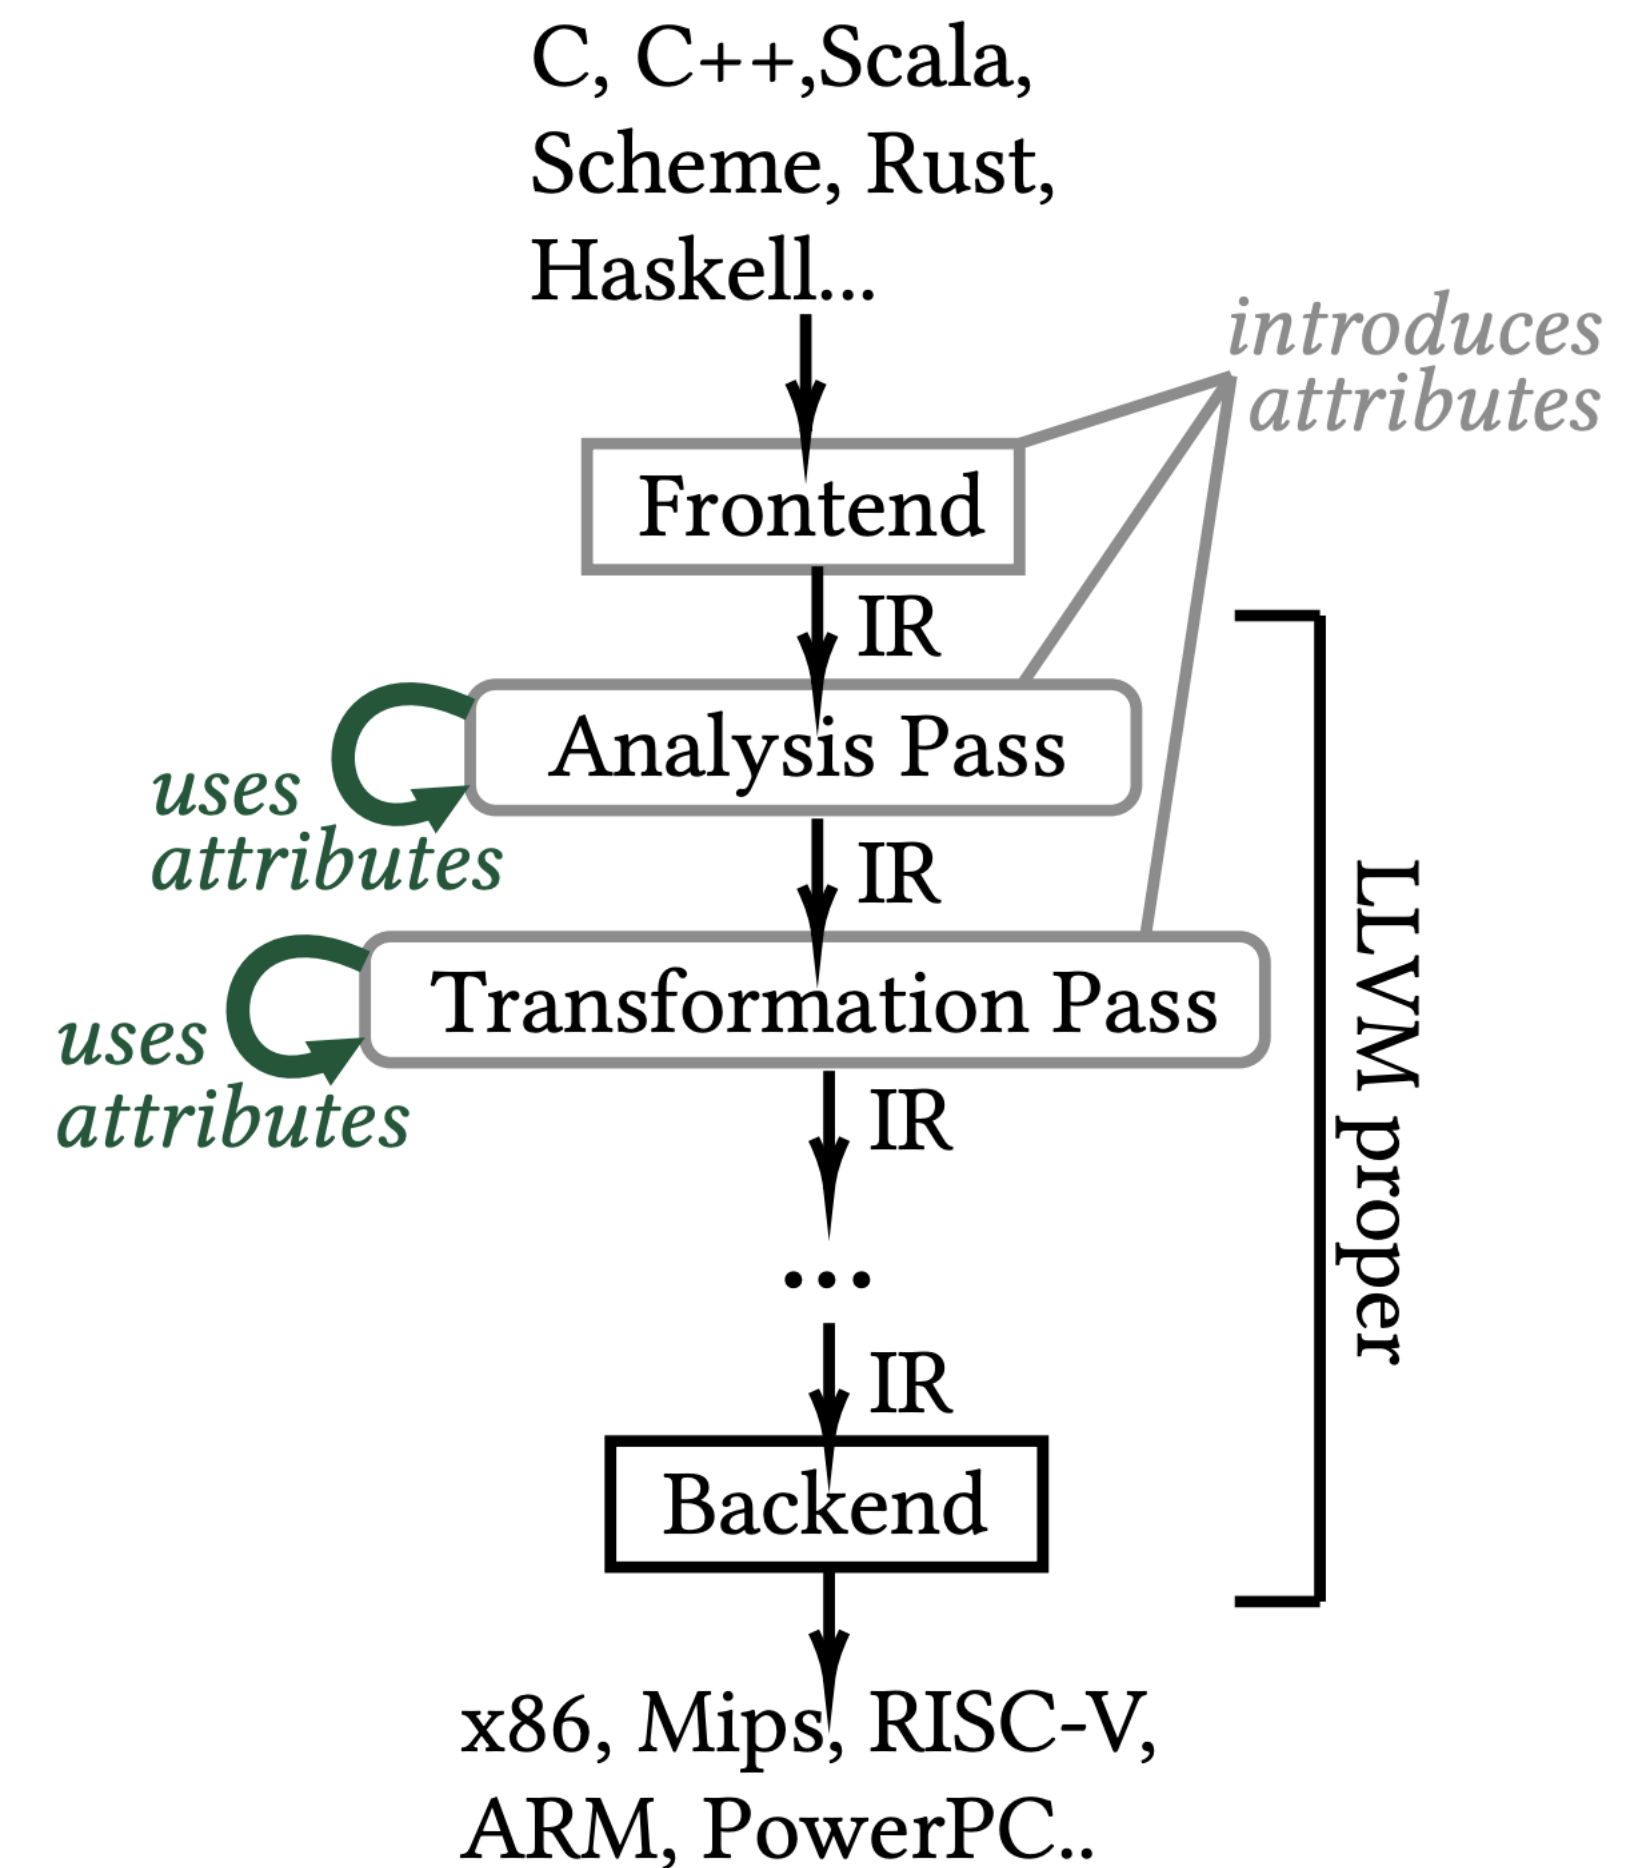 C, C++,Scala,
Scheme, Rust,
Haskell...
introduces
attributes
Frontend
IR
Analysis Pass
uses
attributes
IR
Transformation Pass
uses
attributes
IR
...
IR
Backend
LLVM proper
x86, Mips, RISC-V,
ARM, PowerPC..